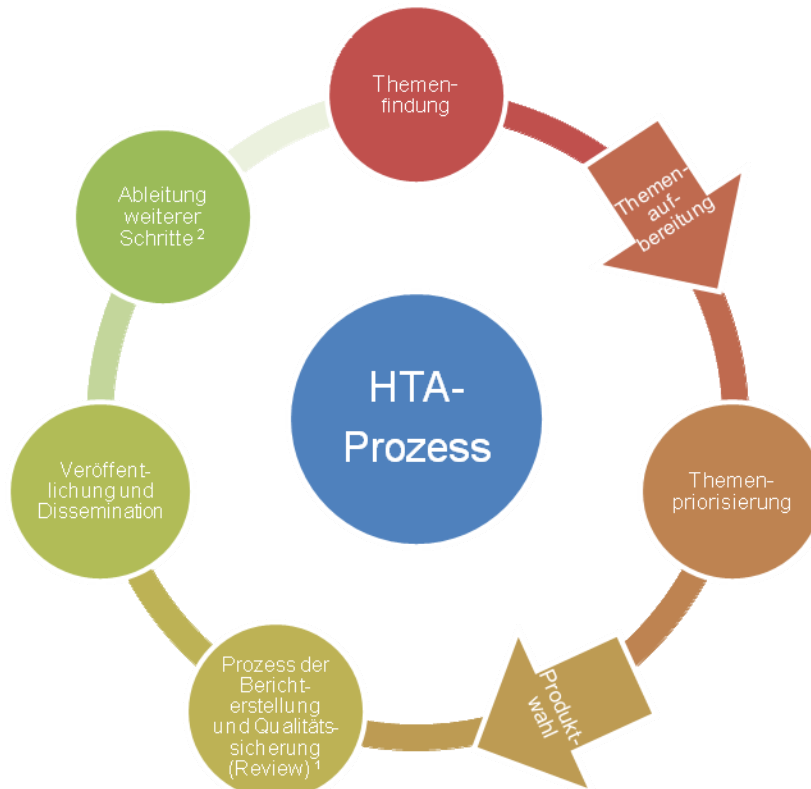 Themen-
findung
Themen-
auf-
bereitung
Themen-
priorisierung
Produkt-
wahl
Prozess der
Bericht-
erstellung
und Qualitäts-
sicherung
(Review) ¹
Veröffent-
lichung und
Dissemination
Ableitung
weiterer
Schritte ²
HTA-
Prozess